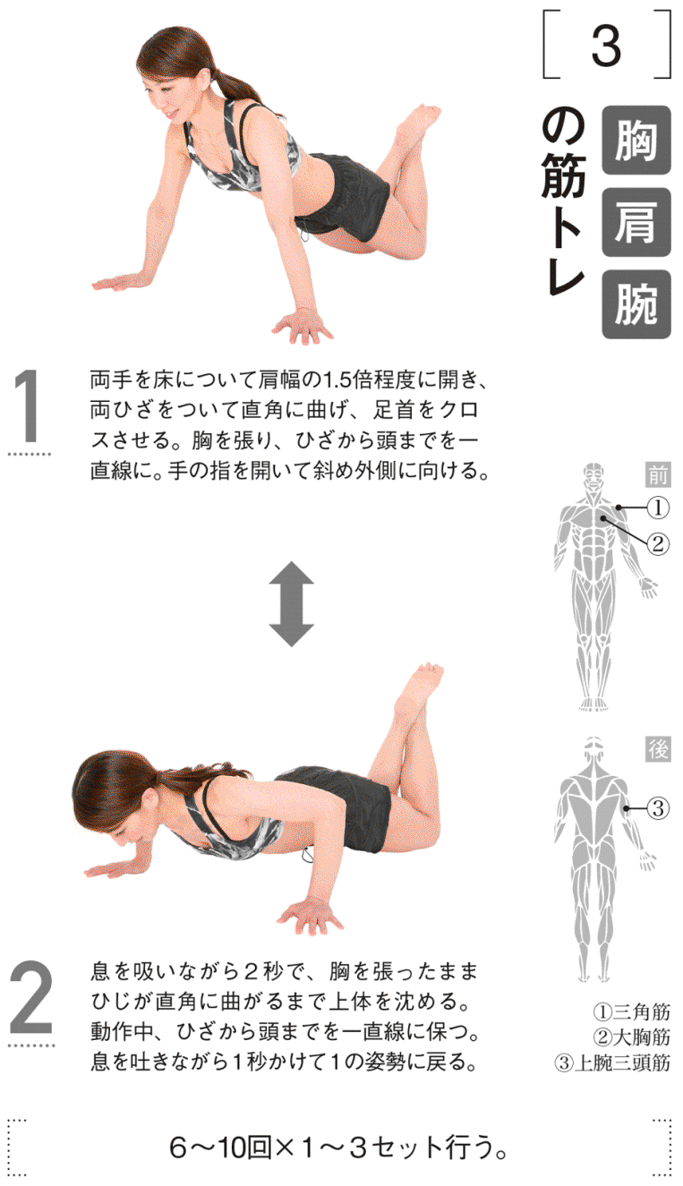 [3]
胸
肩
腕
の筋トレ
1
両手を床について肩幅の1.5倍程度に開き、
両ひざをついて直角に曲げ、足首をクロ
スさせる。胸を張り、ひざから頭までを一
直線に。手の指を開いて斜め外側に向ける。
前
①
②
後
③
2
息を吸いながら2秒で、胸を張ったまま
ひじが直角に曲がるまで上体を沈める。
動作中、ひざから頭までを一直線に保つ。
息を吐きながら1秒かけて1の姿勢に戻る。
①三角筋
②大胸筋
③上腕三頭筋
6〜10回×1〜3セット行う。